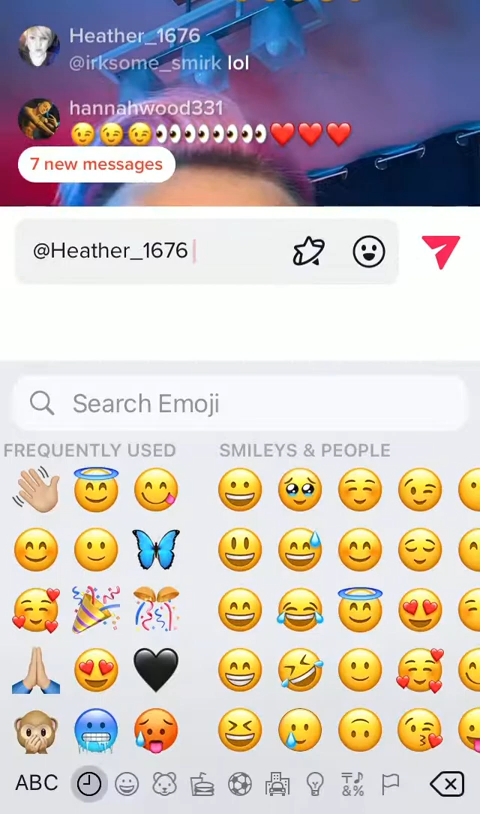 Heather_1676
@irksome_smirk lol
hannahwood331
😉😉😉👀👀👀👀👀👀❤️❤️❤️
7 new messages
@Heather_1676
Search Emoji
FREQUENTLY USED SMILEYS & PEOPLE
ABC